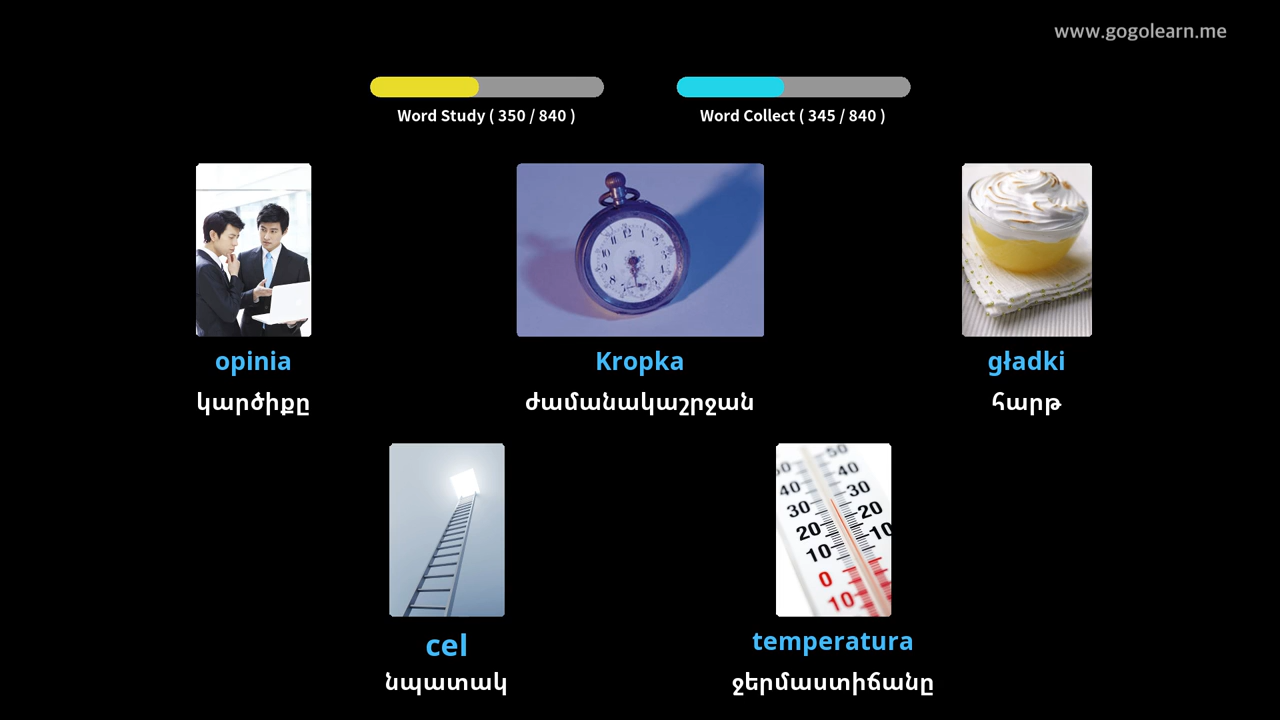 www.gogolearn.me
Word Study ( 350 / 840 )
Word Collect ( 345 / 840 )
opinia
Kropka
gładki
կարծիքը
ժամանակաշրջան
հարթ
cel
temperatura
նպատակ
ջերմաստիճանը